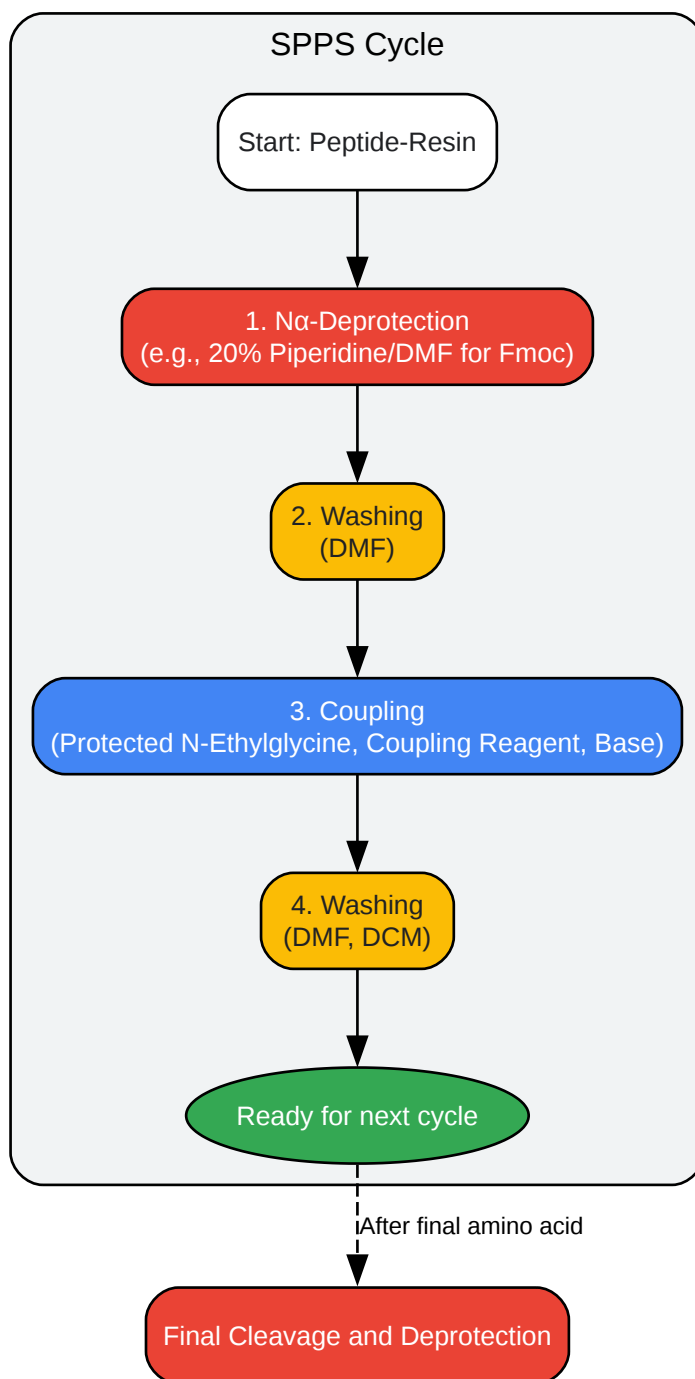 SPPS Cycle
Start: Peptide-Resin
1. Nα-Deprotection
(e.g., 20% Piperidine/DMF for Fmoc)
2. Washing
(DMF)
3. Coupling
(Protected N-Ethylglycine, Coupling Reagent, Base)
4. Washing
(DMF, DCM)
Ready for next cycle
After final amino acid
Final Cleavage and Deprotection